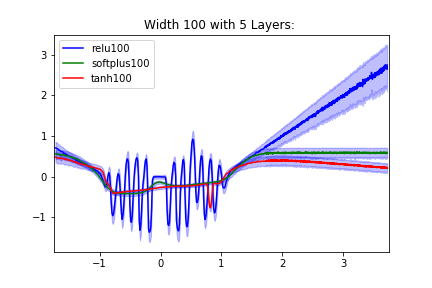 Width 100 with 5 Layers:
relu100
softplus100
tanh100
3
2
1
0
−1
−1 0 1 2 3